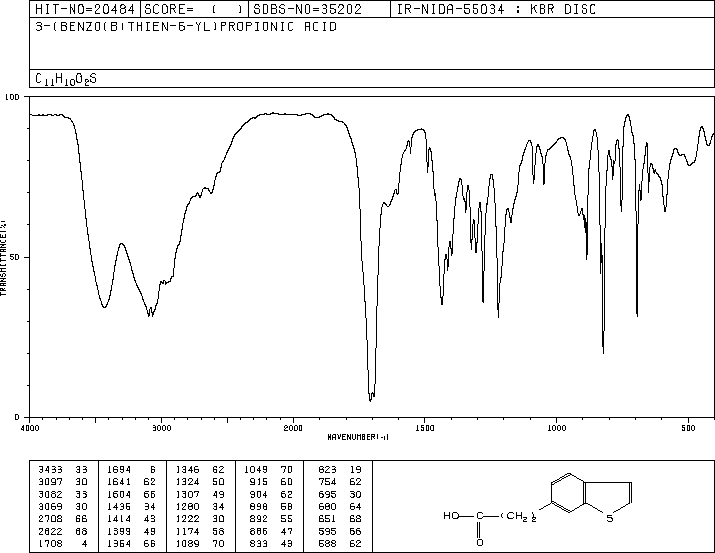 HIT-NO=20484 SCORE= ( ) SDBS-NO=35202 IR-NIDA-55034 : KBR DISC
3-(BENZO(B)THIEN-6-YL)PROPIONIC ACID
C11H10O2S
100
50
0
TRANSMITTANCE(%)
4000 3000 2000 1500 1000 500
WAVENUMBER(-1)
3433 33 1694 6 1346 62 1049 70 823 19
3097 30 1641 62 1324 50 915 60 754 62
3082 33 1604 66 1307 49 904 62 695 30
3069 30 1436 34 1280 34 898 58 680 64
2708 66 1414 43 1222 30 892 55 651 68
2622 68 1399 49 1174 58 886 47 595 66
1708 4 1364 66 1089 70 833 43 588 62
HO-C-(CH2)2
O
S